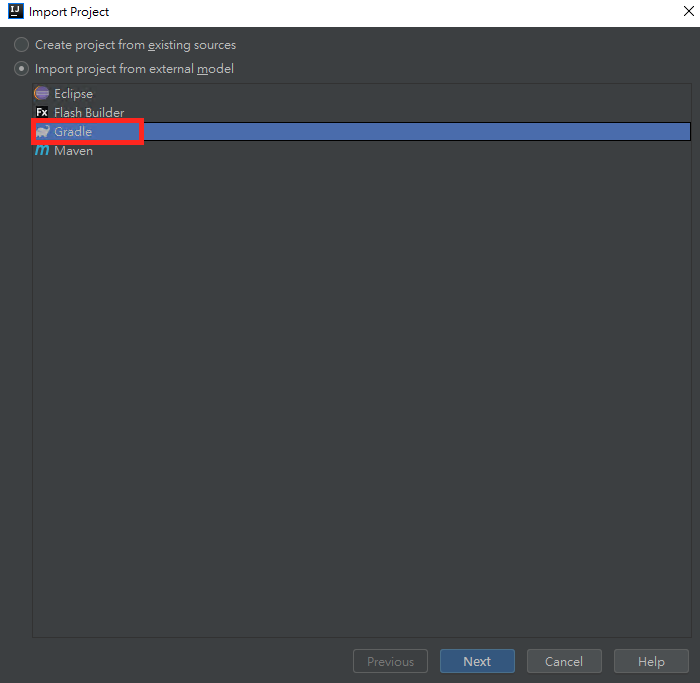 IJ Import Project
Create project from existing sources
Import project from external model
Eclipse
Fx Flash Builder
Gradle
m Maven
Previous Next Cancel Help